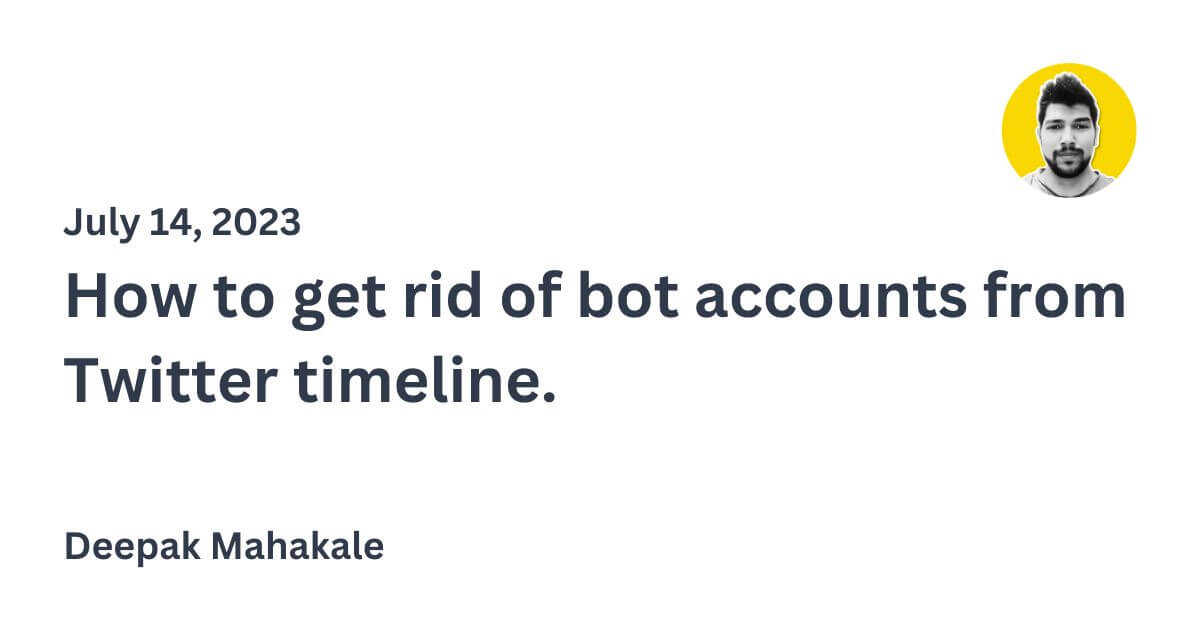 July 14, 2023
How to get rid of bot accounts from
Twitter timeline.
Deepak Mahakale